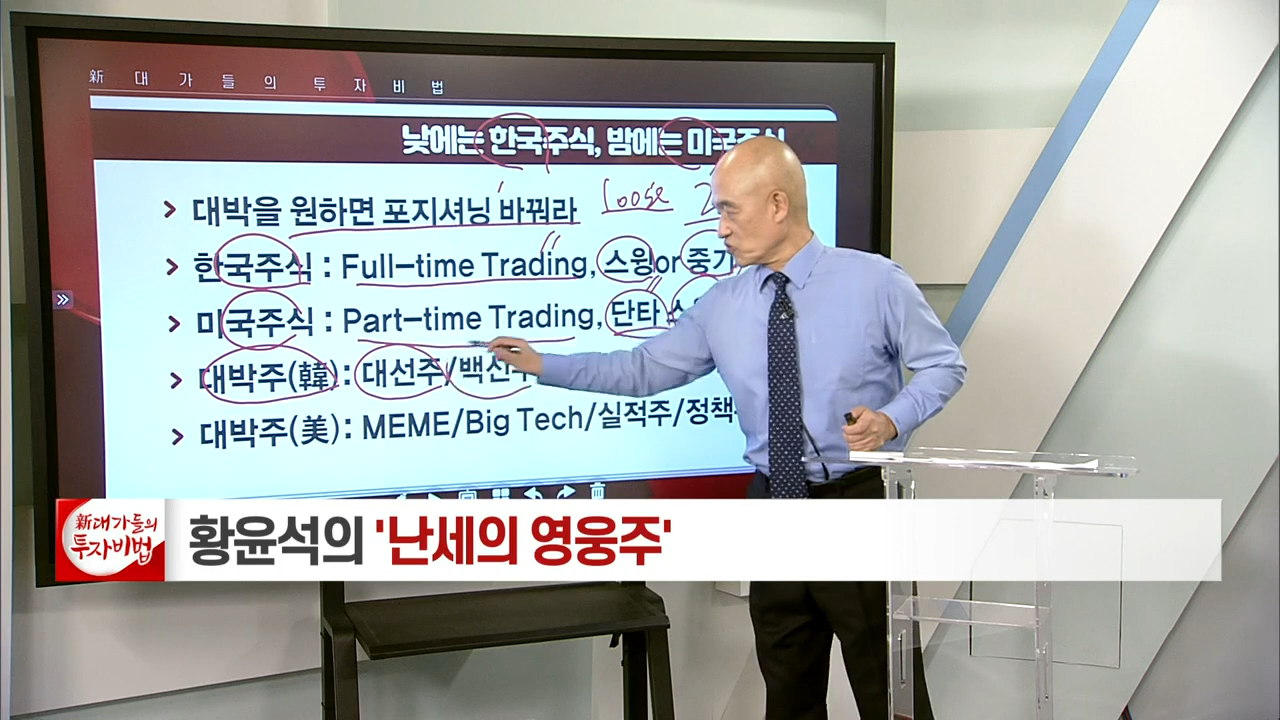 新 대 가 들 의 투 자 비 법
낮에는 한국주식, 밤에는 미국주식
대박을 원하면 포지셔닝 바꿔라 loose
한국주식 : Full-time Trading, 스윙or 중기
미국주식 : Part-time Trading, 단타
대박주(韓) : 대선주/백신주
대박주(美) : MEME/Big Tech/실적주/정책
新대가들의
투자비법
황윤석의 '난세의 영웅주'